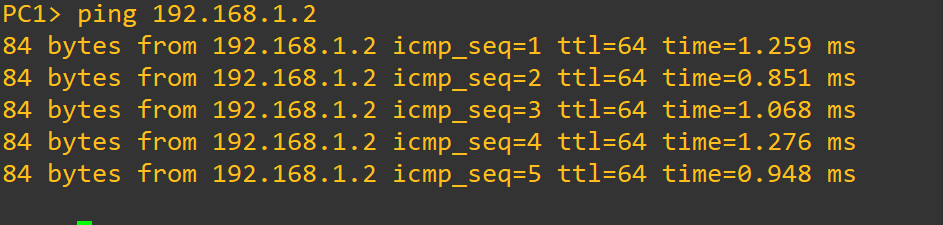 PC1> ping 192.168.1.2
84 bytes from 192.168.1.2 icmp_seq=1 ttl=64 time=1.259 ms
84 bytes from 192.168.1.2 icmp_seq=2 ttl=64 time=0.851 ms
84 bytes from 192.168.1.2 icmp_seq=3 ttl=64 time=1.068 ms
84 bytes from 192.168.1.2 icmp_seq=4 ttl=64 time=1.276 ms
84 bytes from 192.168.1.2 icmp_seq=5 ttl=64 time=0.948 ms